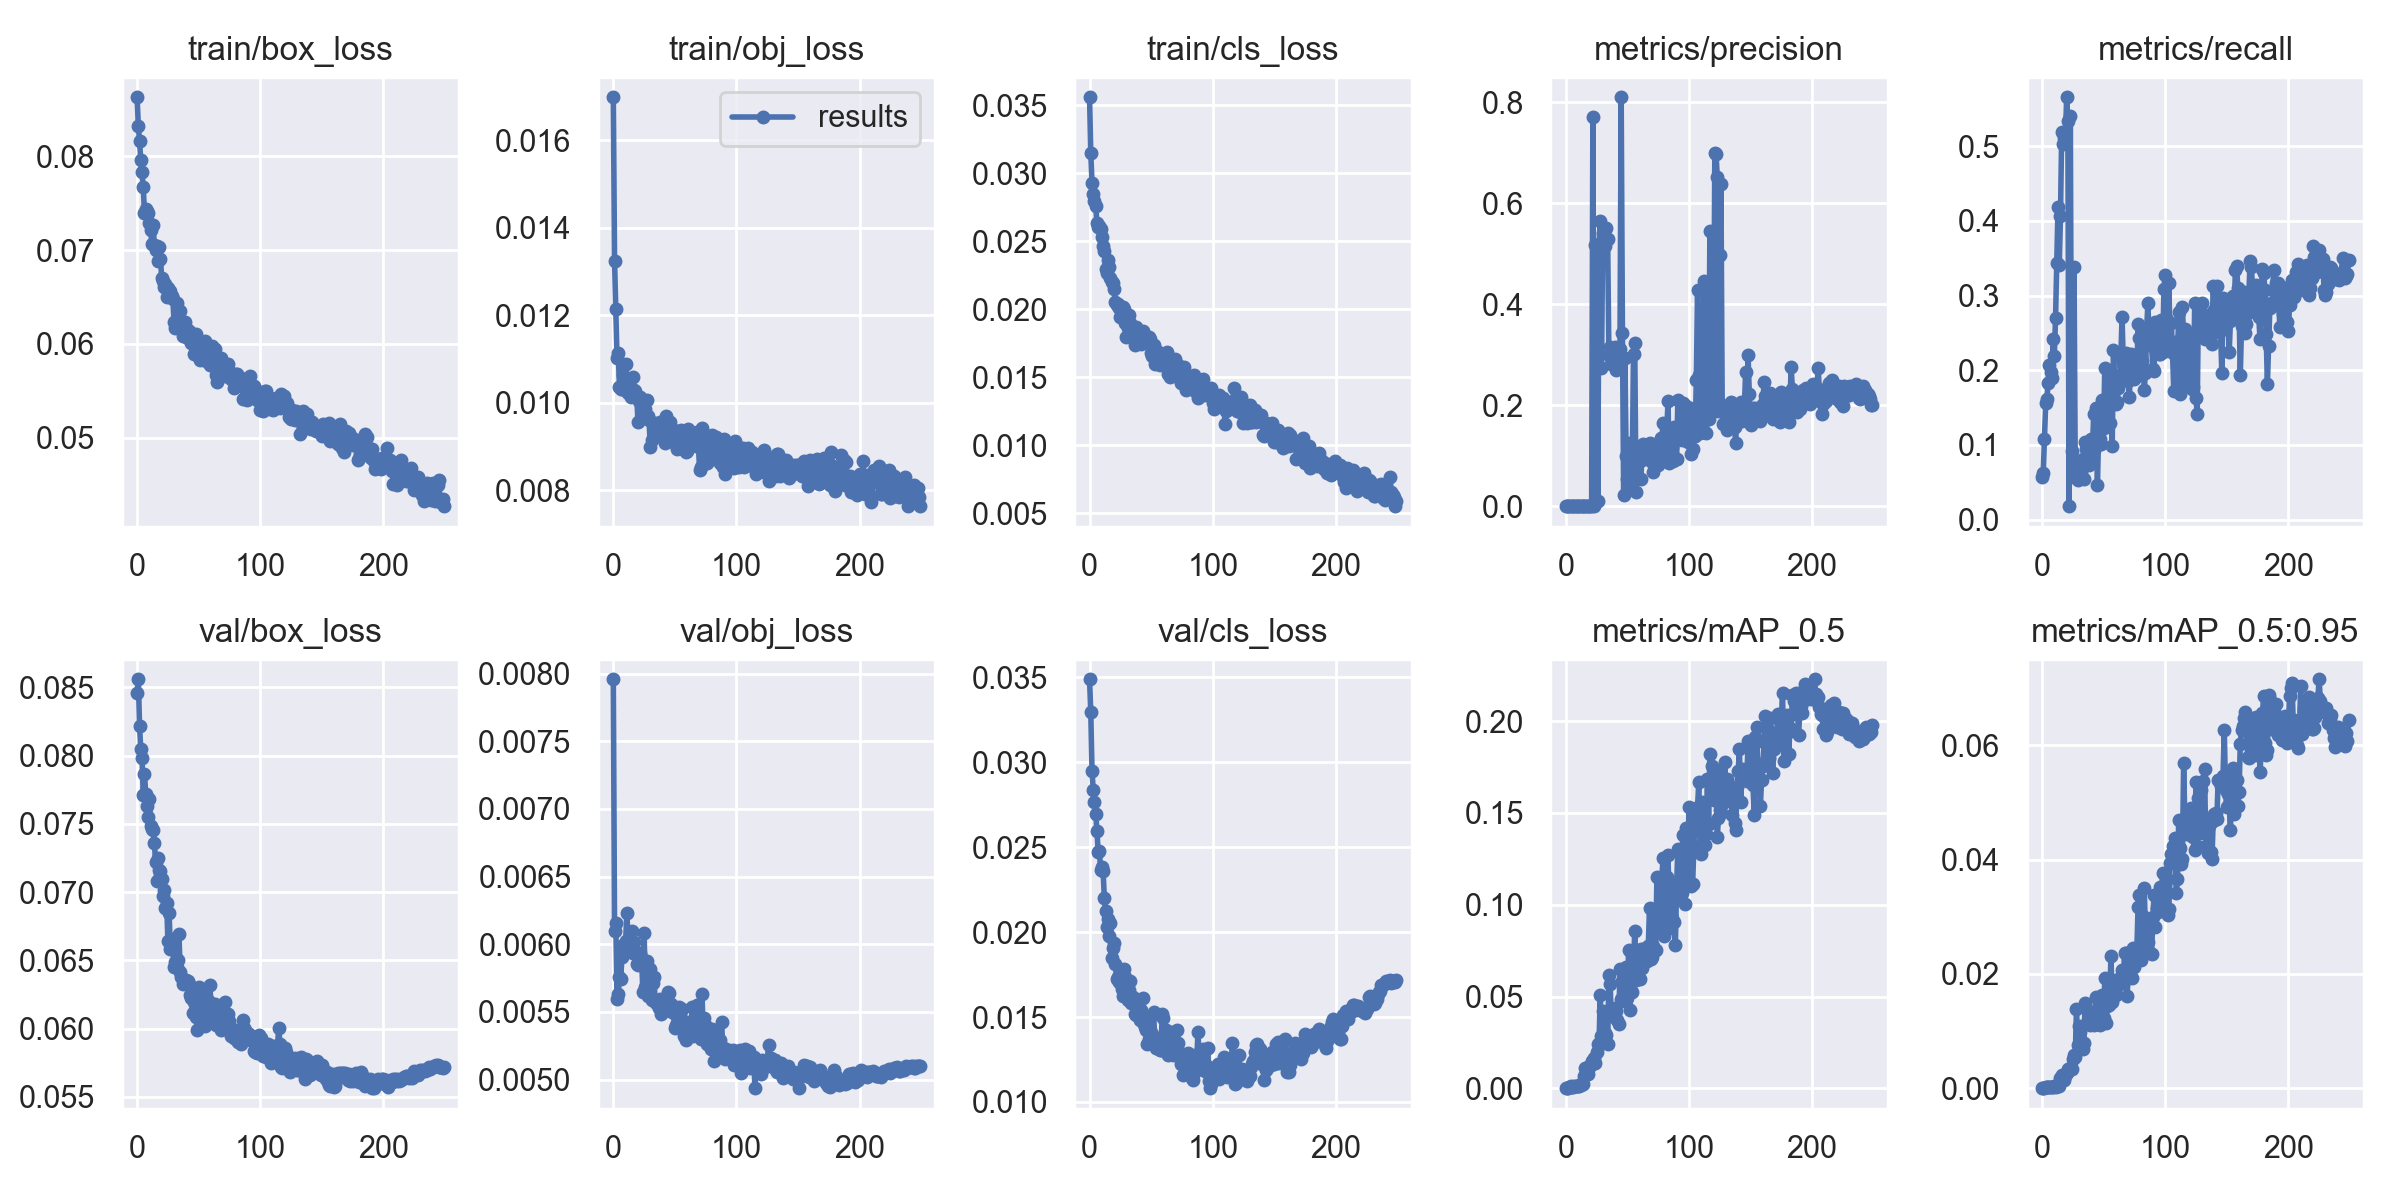 train/box_loss
0.08
0.07
0.06
0.05
0 100 200
train/obj_loss
results
0.016
0.014
0.012
0.010
0.008
0 100 200
train/cls_loss
0.035
0.030
0.025
0.020
0.015
0.010
0.005
0 100 200
metrics/precision
0.8
0.6
0.4
0.2
0.0
0 100 200
metrics/recall
0.5
0.4
0.3
0.2
0.1
0.0
0 100 200
val/box_loss
0.085
0.080
0.075
0.070
0.065
0.060
0.055
0 100 200
val/obj_loss
0.0080
0.0075
0.0070
0.0065
0.0060
0.0055
0.0050
0 100 200
val/cls_loss
0.035
0.030
0.025
0.020
0.015
0.010
0 100 200
metrics/mAP_0.5
0.20
0.15
0.10
0.05
0.00
0 100 200
metrics/mAP_0.5:0.95
0.06
0.04
0.02
0.00
0 100 200